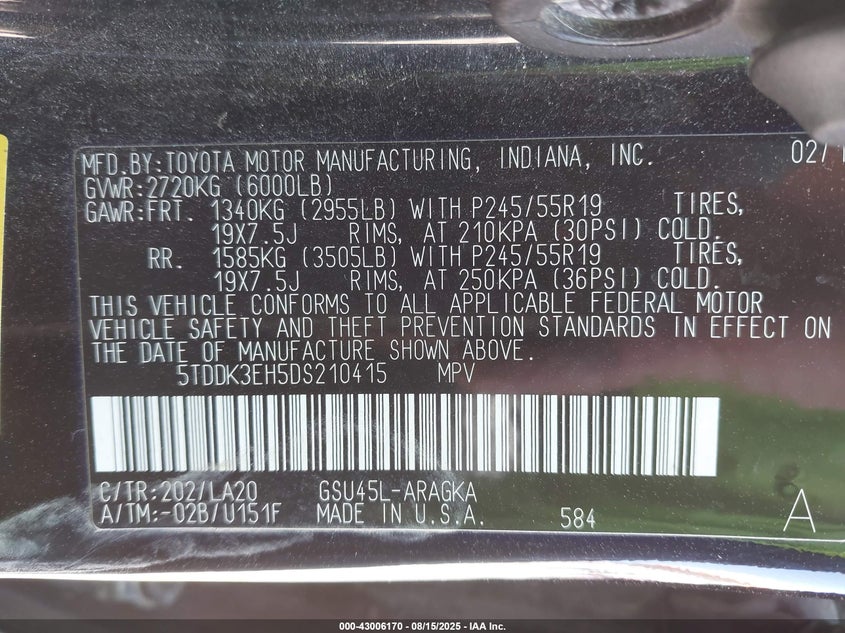 MFD.BY:TOYOTA MOTOR MANUFACTURING, INDIANA, INC. 02/1
GVWR:2720KG (6000LB)
GAWR:FRT. 1340KG (2955LB) WITH P245/55R19 TIRES,
19X7.5J RIMS, AT 210KPA (30PSI) COLD.
RR. 1585KG (3505LB) WITH P245/55R19 TIRES,
19X7.5J RIMS, AT 250KPA (36PSI) COLD.
THIS VEHICLE CONFORMS TO ALL APPLICABLE FEDERAL MOTOR
VEHICLE SAFETY AND THEFT PREVENTION STANDARDS IN EFFECT ON
THE DATE OF MANUFACTURE SHOWN ABOVE.
5TDDK3EH5DS210415 MPV
C/TR:202/LA20 GSU45L-ARAGKA
A/TM:-02B/U151F MADE IN U.S.A. 584 A
000-43006170 - 08/15/2025 - IAA Inc.